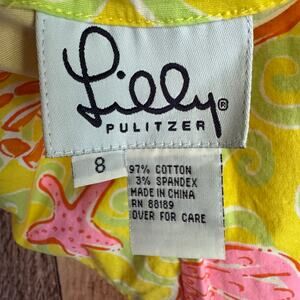 Lilly®
PULITZER
8
97% COTTON
3% SPANDEX
MADE IN CHINA
RN 88189
OVER FOR CARE